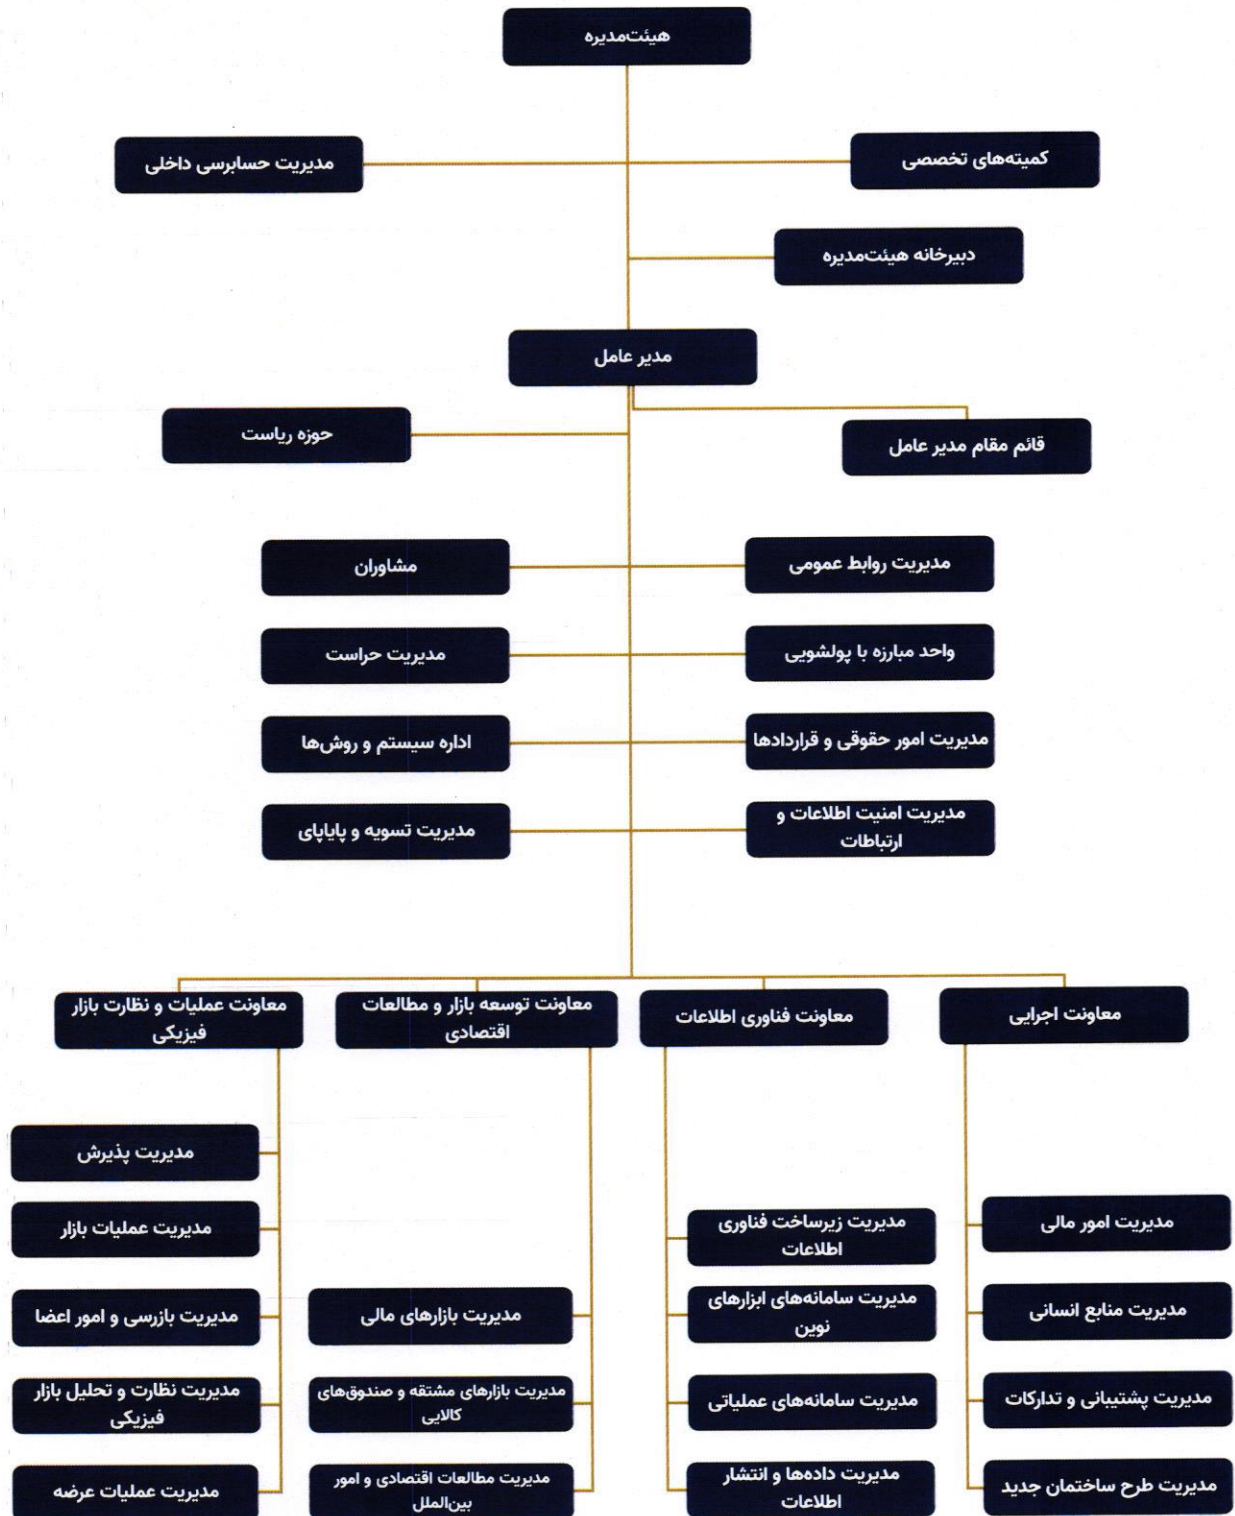 هیئت‌مدیره
کمیته‌های تخصصی
مدیریت حسابرسی داخلی
دبیرخانه هیئت‌مدیره
مدیر عامل
قائم مقام مدیر عامل
حوزه ریاست
مدیریت روابط عمومی
مشاوران
واحد مبارزه با پولشویی
مدیریت حراست
مدیریت امور حقوقی و قراردادها
اداره سیستم و روش‌ها
مدیریت امنیت اطلاعات و
ارتباطات
مدیریت تسویه و پایاپای
معاونت اجرایی
مدیریت امور مالی
مدیریت منابع انسانی
مدیریت پشتیبانی و تدارکات
مدیریت طرح ساختمان جدید
معاونت فناوری اطلاعات
مدیریت زیرساخت فناوری
اطلاعات
مدیریت سامانه‌های ابزارهای
نوین
مدیریت سامانه‌های عملیاتی
مدیریت داده‌ها و انتشار
اطلاعات
معاونت توسعه بازار و مطالعات
اقتصادی
مدیریت بازارهای مالی
مدیریت بازارهای مشتقه و صندوق‌های
کالایی
مدیریت مطالعات اقتصادی و امور
بین‌الملل
معاونت عملیات و نظارت بازار
فیزیکی
مدیریت پذیرش
مدیریت عملیات بازار
مدیریت بازرسی و امور اعضا
مدیریت نظارت و تحلیل بازار
فیزیکی
مدیریت عملیات عرضه